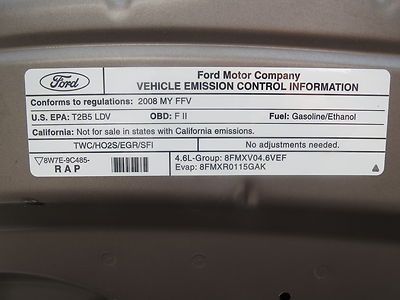 Ford
Ford Motor Company
VEHICLE EMISSION CONTROL INFORMATION
Conforms to regulations: 2008 MY FFV
U.S. EPA: T2B5 LDV OBD: F II Fuel: Gasoline/Ethanol
California: Not for sale in states with California emissions.
TWC/HO2S/EGR/SFI No adjustments needed.
8W7E-9C485-
R A P
4.6L-Group: 8FMXV04.6VEF
Evap: 8FMXR0115GAK